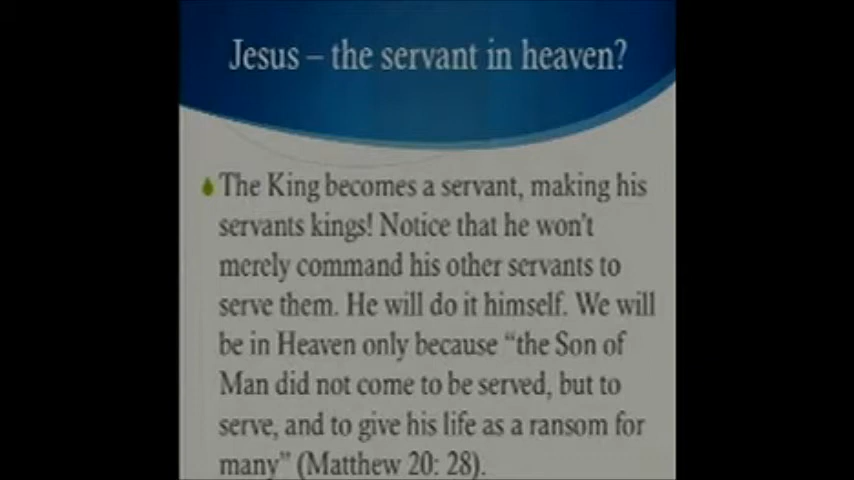 Jesus – the servant in heaven?
The King becomes a servant, making his
servants kings! Notice that he won't
merely command his other servants to
serve them. He will do it himself. We will
be in Heaven only because “the Son of
Man did not come to be served, but to
serve, and to give his life as a ransom for
many” (Matthew 20: 28).